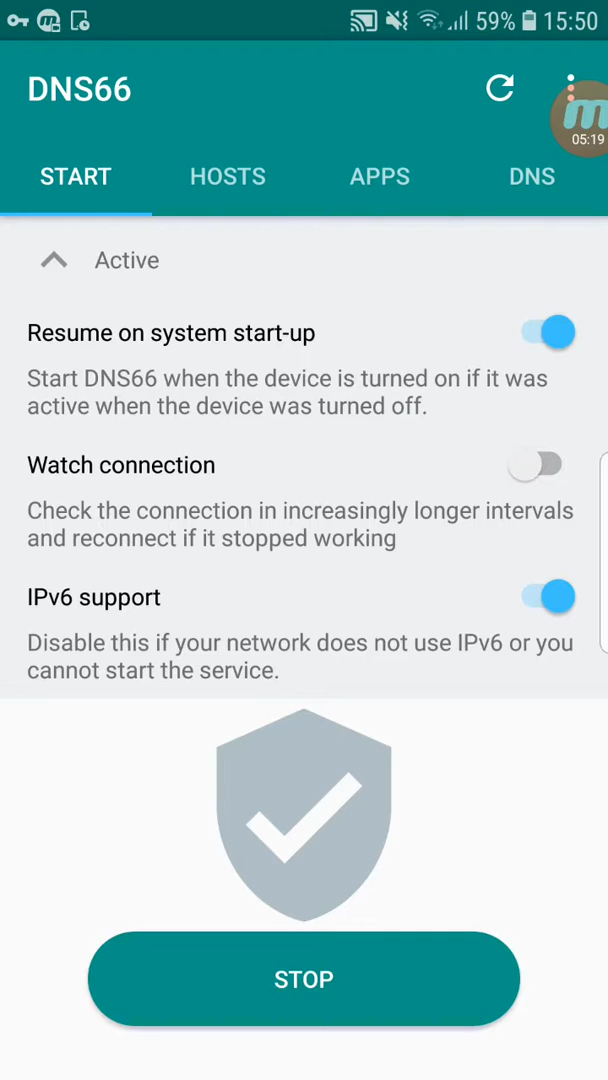 59% 15:50
DNS66
m
05:19
START HOSTS APPS DNS
Active
Resume on system start-up
Start DNS66 when the device is turned on if it was
active when the device was turned off.
Watch connection
Check the connection in increasingly longer intervals
and reconnect if it stopped working
IPv6 support
Disable this if your network does not use IPv6 or you
cannot start the service.
STOP